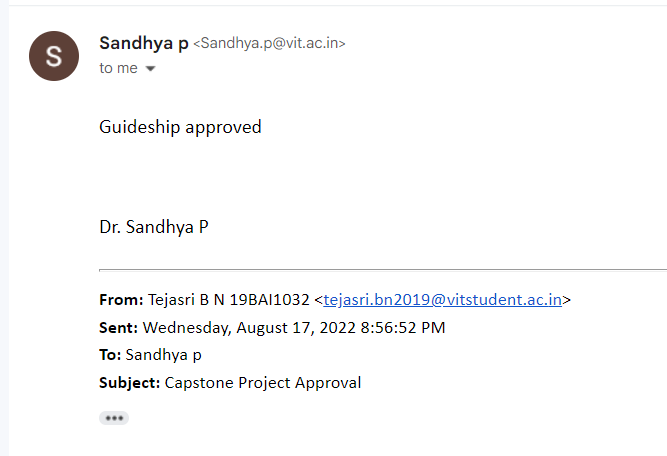 S
Sandhya p <Sandhya.p@vit.ac.in>
to me
Guideship approved
Dr. Sandhya P
From: Tejasri B N 19BAI1032 <tejasri.bn2019@vitstudent.ac.in>
Sent: Wednesday, August 17, 2022 8:56:52 PM
To: Sandhya p
Subject: Capstone Project Approval